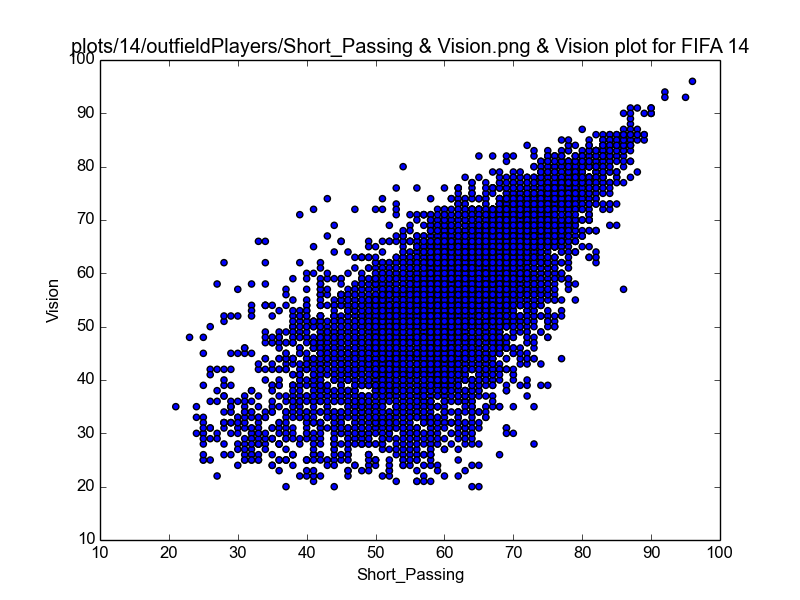 plots/14/outfieldPlayers/Short_Passing & Vision.png & Vision plot for FIFA 14
100
90
80
70
60
50
40
30
20
10
Vision
10 20 30 40 50 60 70 80 90 100
Short_Passing